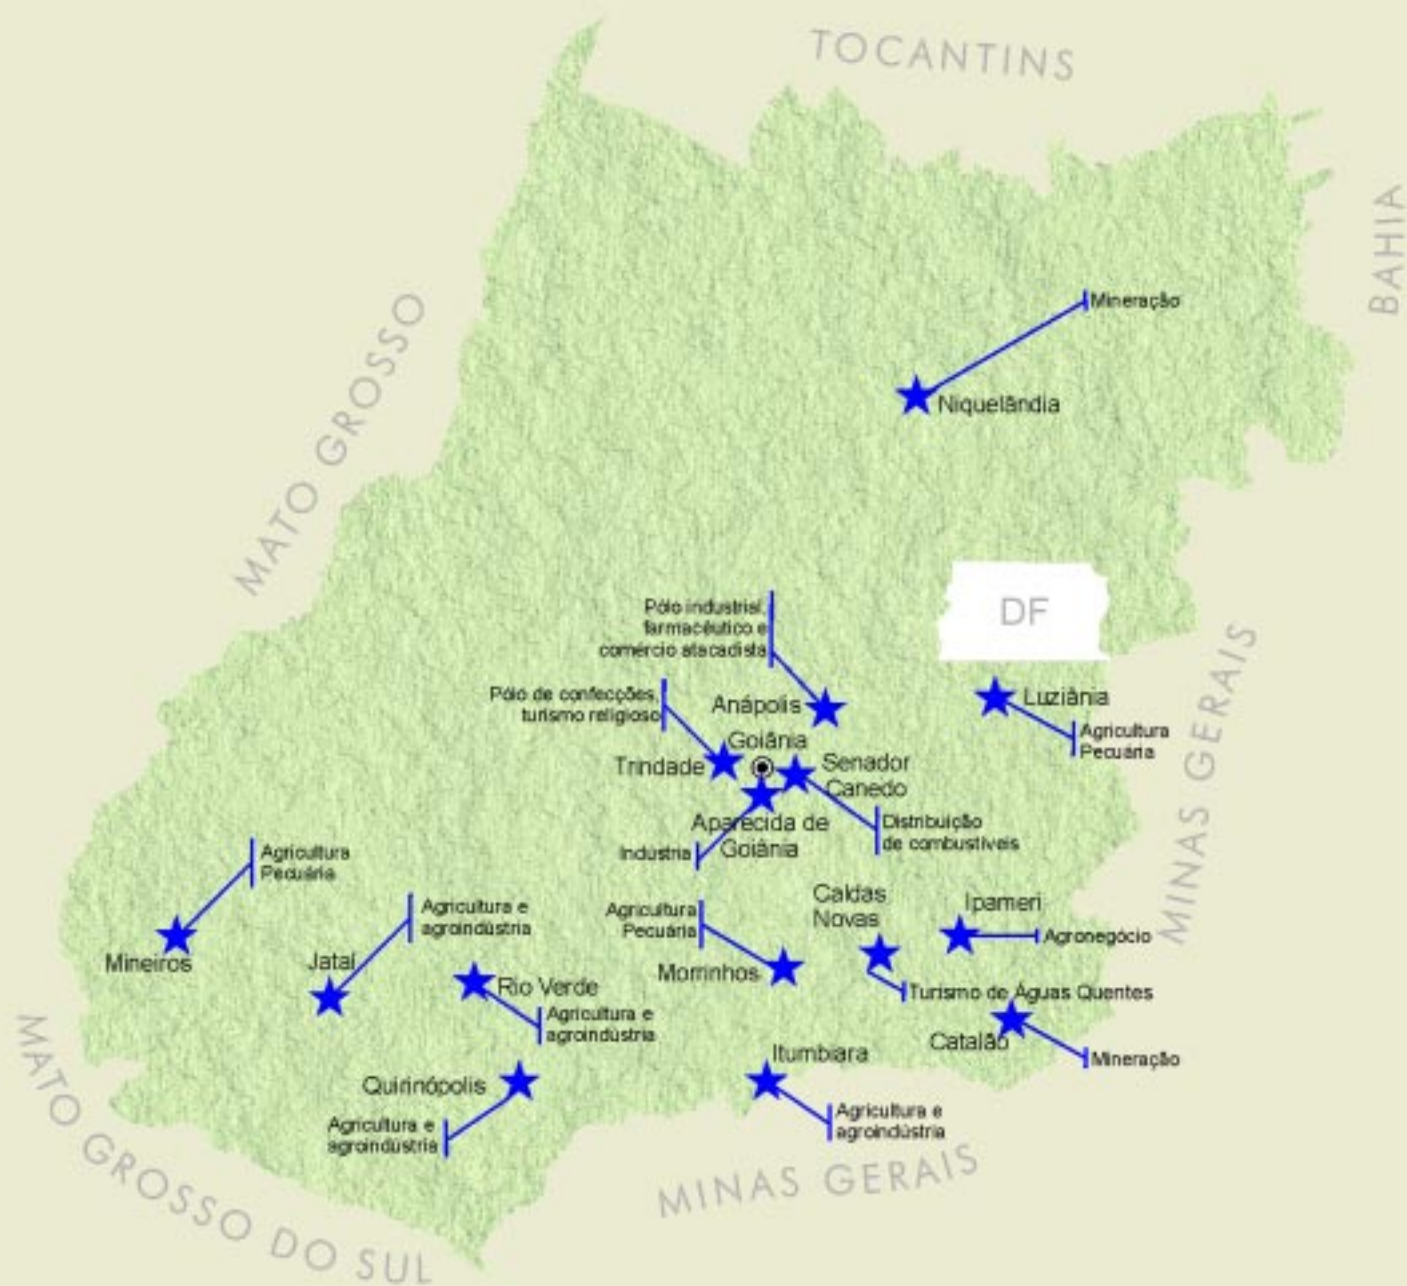 TOCANTINS
BAHIA
MATO GROSSO
Mineração
Niquelândia
DF
Pólo industrial,
farmacêutico e
comércio atacadista
Anápolis
Luziânia
Agricultura
Pecuária
MINAS GERAIS
Pólo de confecções,
turismo religioso
Goiânia
Trindade
Senador
Canedo
Aparecida de
Goiânia
Indústria
Distribuição
de combustíveis
Agricultura
Pecuária
Mineiros
Agricultura e
agroindústria
Jataí
Rio Verde
Agricultura e
agroindústria
Agricultura
Pecuária
Morrinhos
Caldas
Novas
Turismo de Águas Quentes
Ipameri
Agronegócio
Catalão
Mineração
Quirinópolis
Agricultura e
agroindústria
Itumbiara
Agricultura e
agroindústria
MATO GROSSO DO SUL
MINAS GERAIS